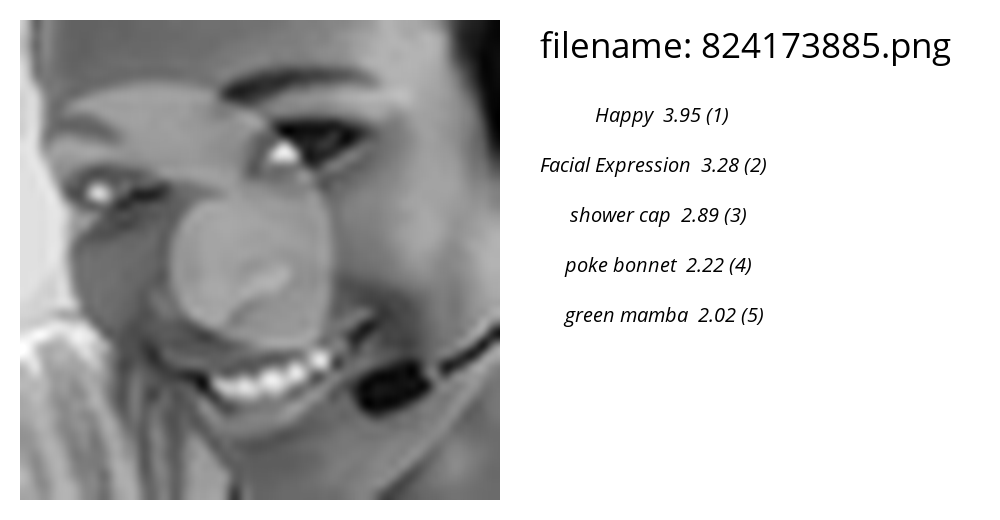 filename: 824173885.png
Happy 3.95 (1)
Facial Expression 3.28 (2)
shower cap 2.89 (3)
poke bonnet 2.22 (4)
green mamba 2.02 (5)